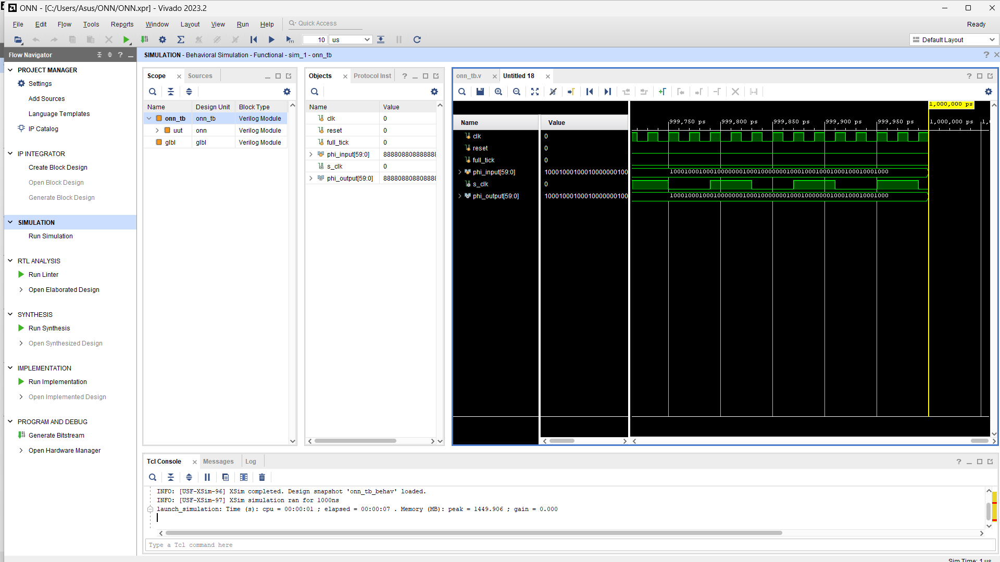 ONN - [C:/Users/Asus/ONN/ONN.xpr] - Vivado 2023.2
File Edit Flow Tools Reports Window Layout View Run Help Quick Access Ready
10 us Default Layout
Flow Navigator
SIMULATION - Behavioral Simulation - Functional - sim_1 - onn_tb
PROJECT MANAGER
Settings
Add Sources
Language Templates
IP Catalog
IP INTEGRATOR
Create Block Design
Open Block Design
Generate Block Design
SIMULATION
Run Simulation
RTL ANALYSIS
Run Linter
Open Elaborated Design
SYNTHESIS
Run Synthesis
Open Synthesized Design
IMPLEMENTATION
Run Implementation
Open Implemented Design
PROGRAM AND DEBUG
Generate Bitstream
Open Hardware Manager
Scope Sources
Name Design Unit Block Type
onn_tb onn_tb Verilog Module
uut onn Verilog Module
glbl glbl Verilog Module
Objects Protocol Inst
Name Value
clk 0
reset 0
full_tick 0
phi_input[59:0]
s_clk 0
phi_output[59:0]
onn_tb.v Untitled 18
1,000,000 ps
Name Value
999,750 ps 999,800 ps 999,850 ps 999,900 ps 999,950 ps 1,000,000 ps
clk 0
reset 0
full_tick 0
phi_input[59:0]
s_clk 0
phi_output[59:0]
Tcl Console Messages Log
INFO: [USF-XSim-96] XSim completed. Design snapshot 'onn_tb_behav' loaded.
INFO: [USF-XSim-97] XSim simulation ran for 1000ns
launch_simulation: Time (s): cpu = 00:00:01 ; elapsed = 00:00:07 . Memory (MB): peak = 1449.906 ; gain = 0.000
Type a Tcl command here
Sim Time: 1 us